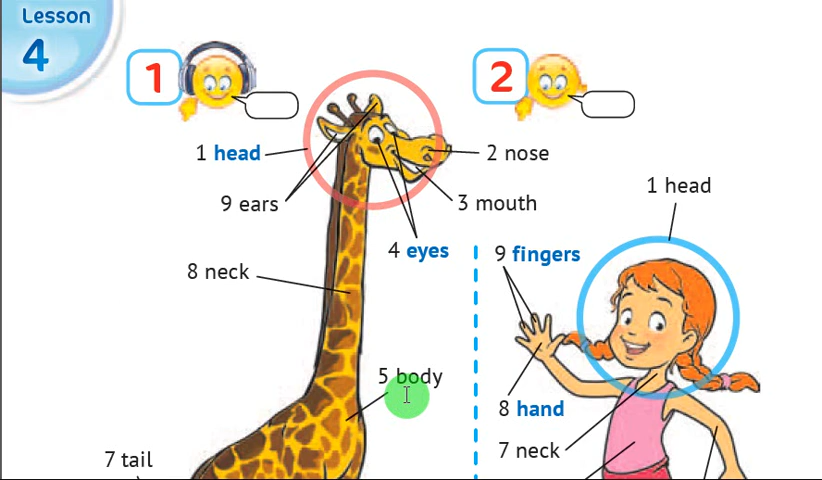 Lesson
4
1
2
1 head
2 nose
9 ears
3 mouth
4 eyes
8 neck
5 body
7 tail
1 head
9 fingers
8 hand
7 neck